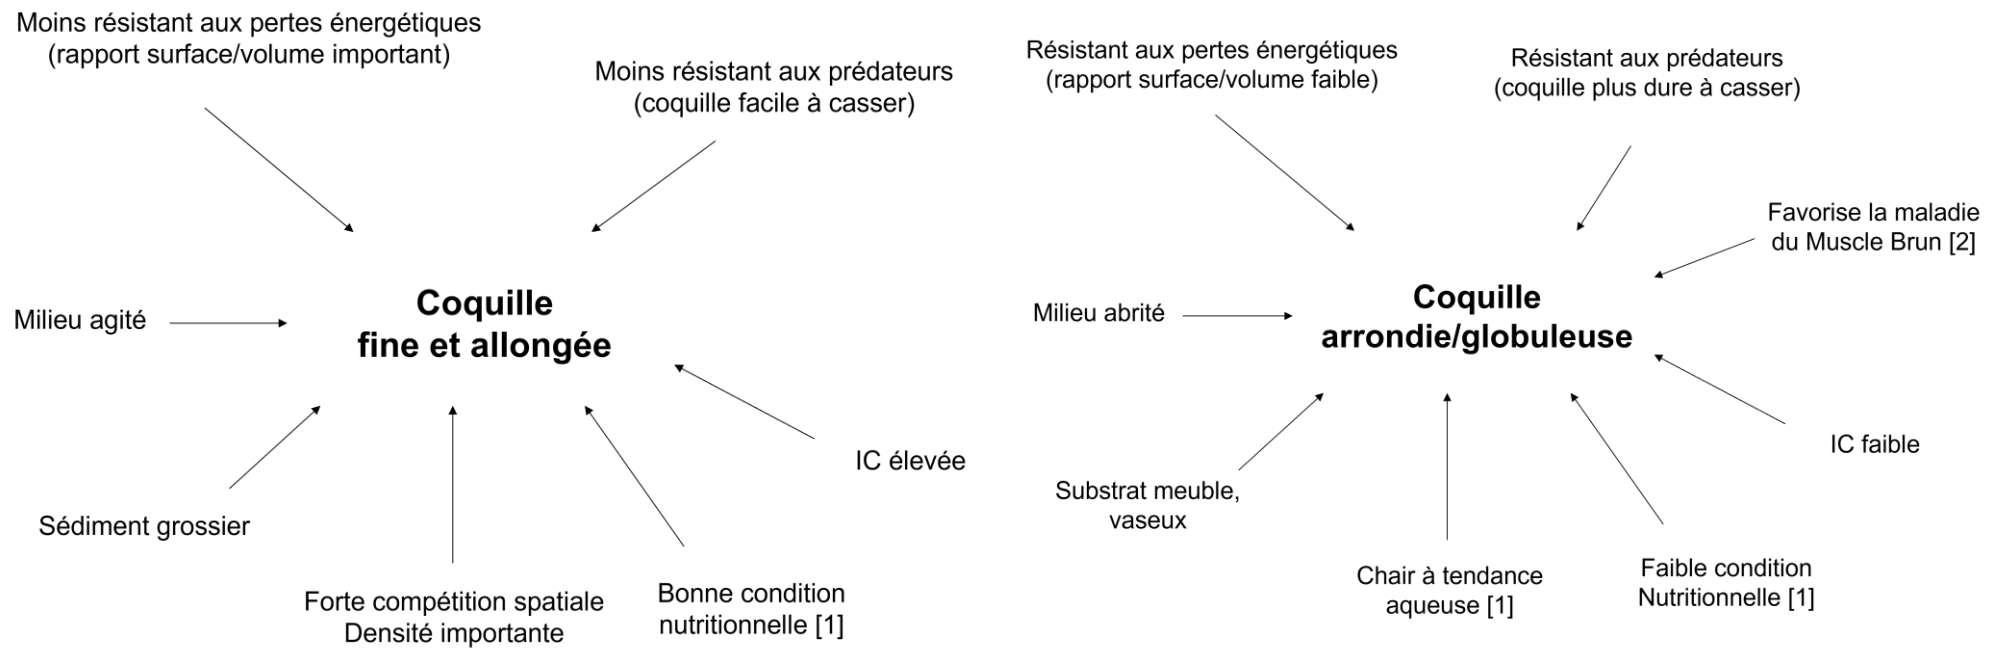 Moins résistant aux pertes énergétiques
(rapport surface/volume important)
Moins résistant aux prédateurs
(coquille facile à casser)
Milieu agité
Coquille
fine et allongée
IC élevée
Sédiment grossier
Forte compétition spatiale
Densité importante
Bonne condition
nutritionnelle [1]
Résistant aux pertes énergétiques
(rapport surface/volume faible)
Résistant aux prédateurs
(coquille plus dure à casser)
Favorise la maladie
du Muscle Brun [2]
Milieu abrité
Coquille
arrondie/globuleuse
IC faible
Substrat meuble,
vaseux
Chair à tendance
aqueuse [1]
Faible condition
Nutritionnelle [1]